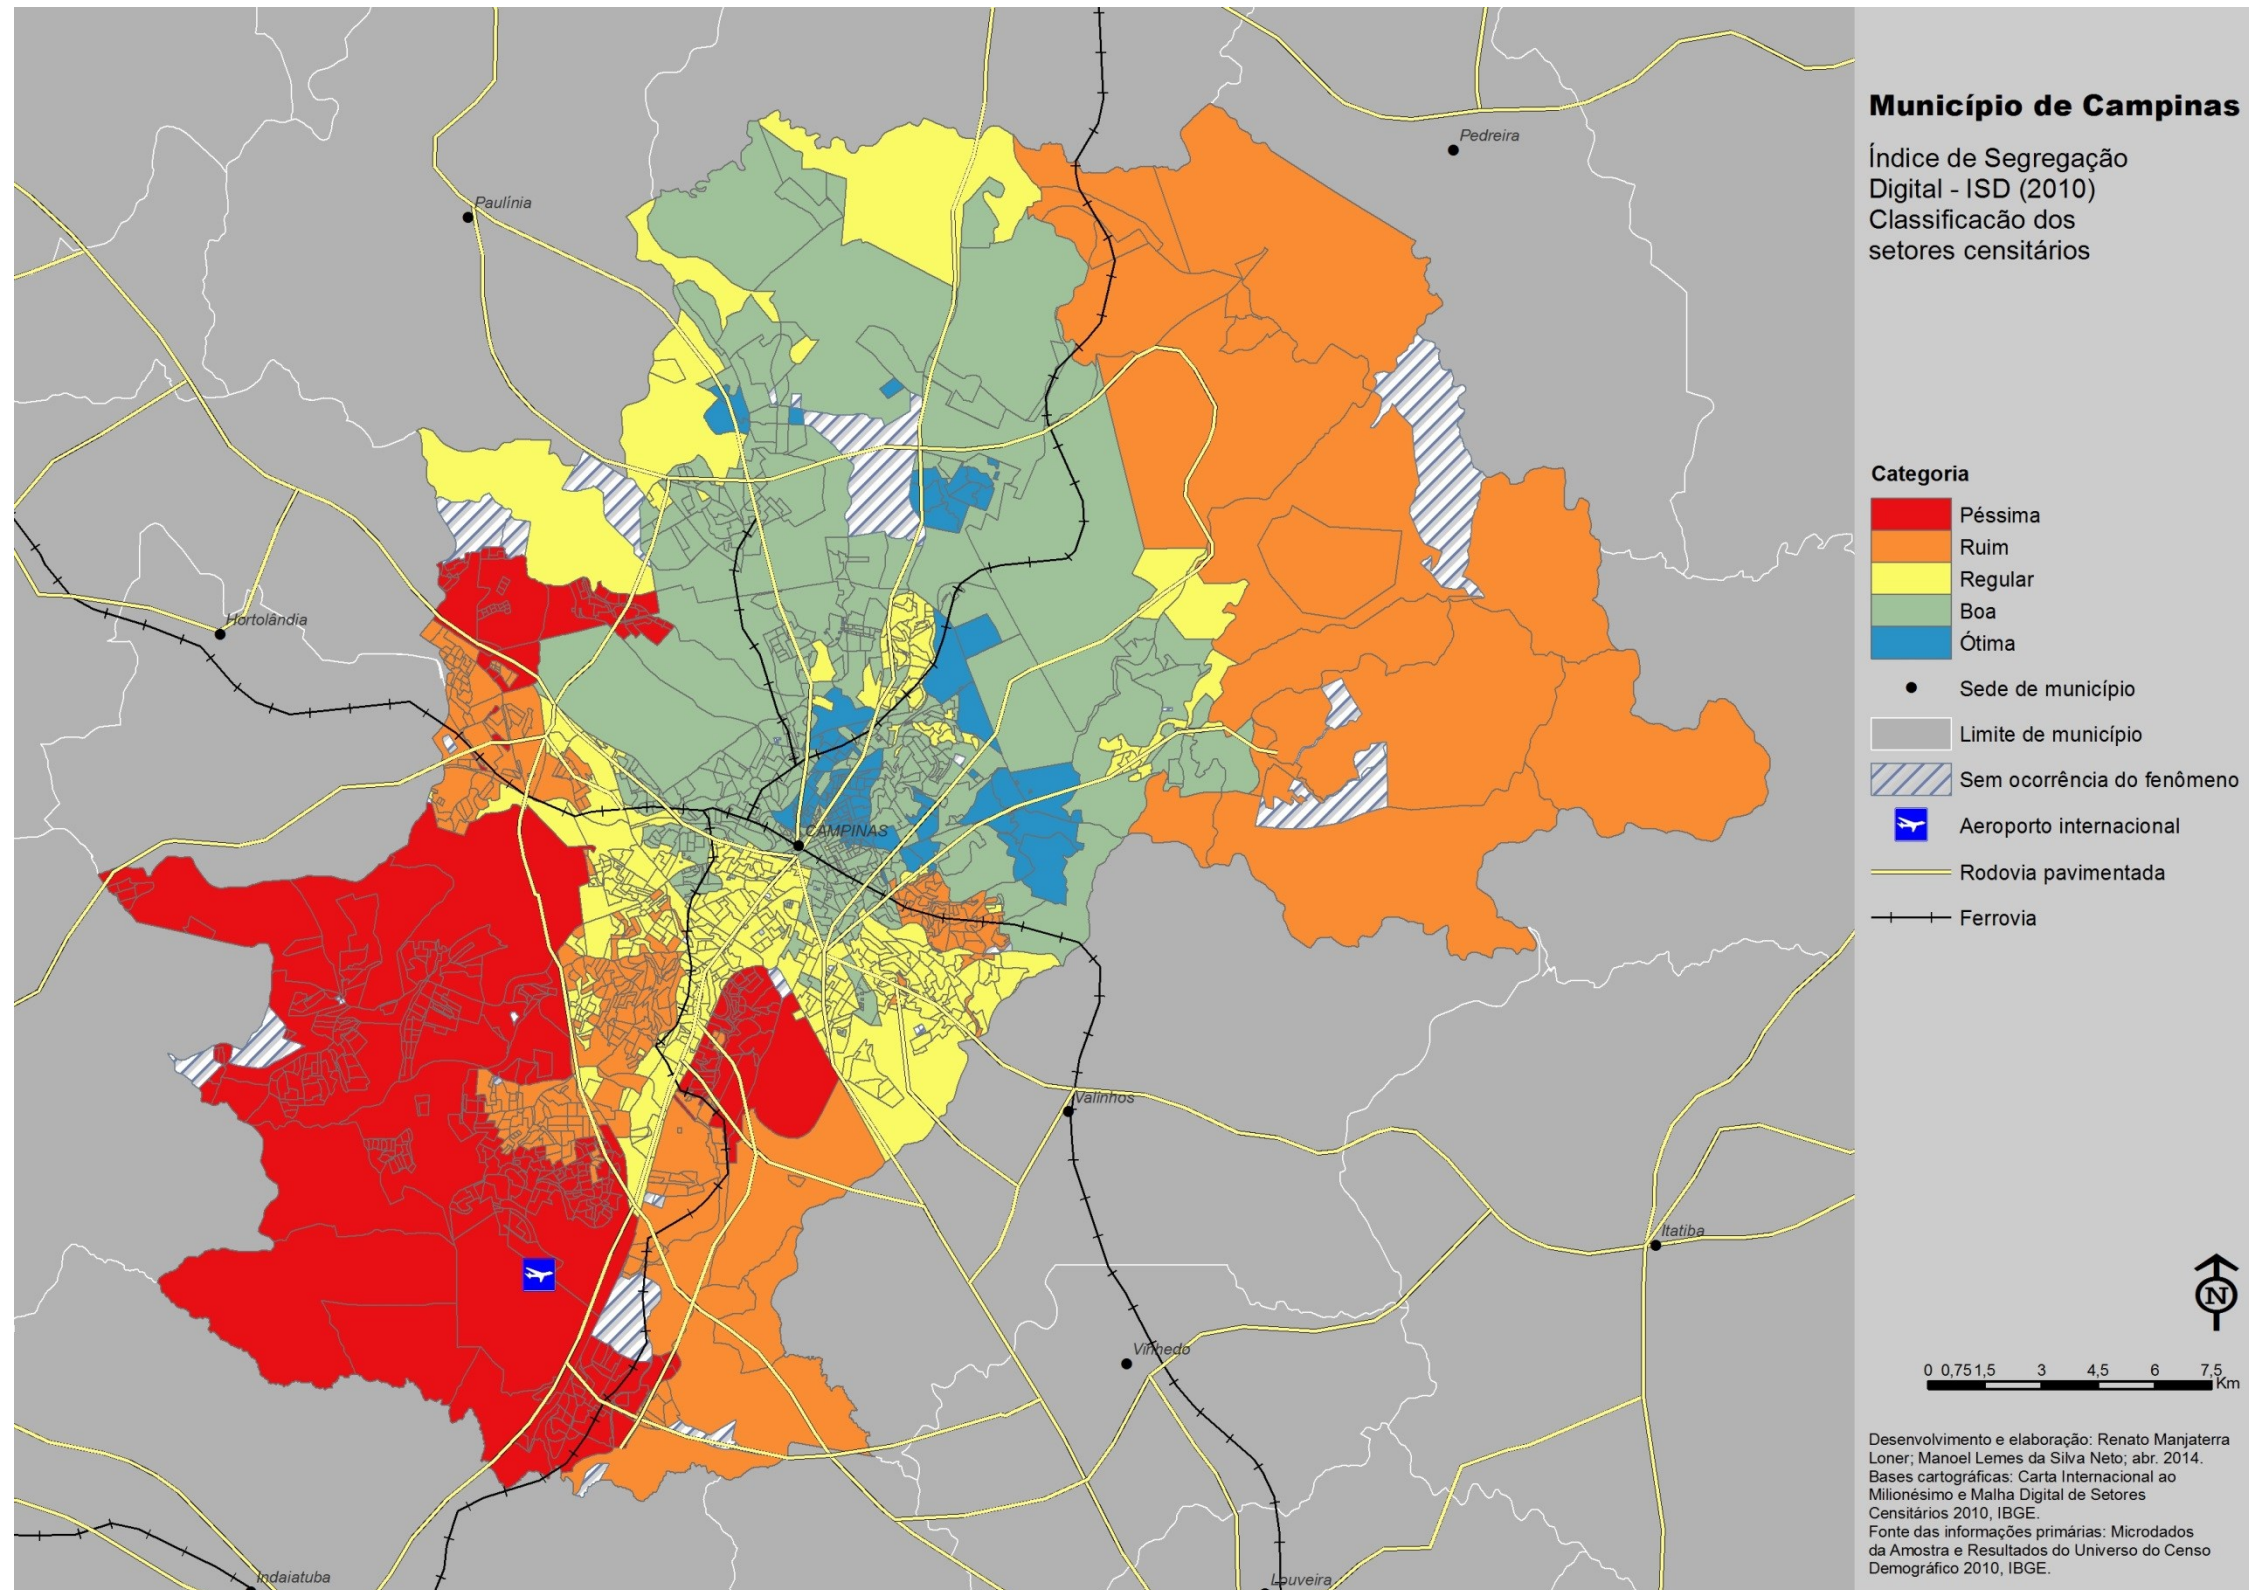 Município de Campinas
Índice de Segregação
Digital - ISD (2010)
Classificacão dos
setores censitários
Categoria
Péssima
Ruim
Regular
Boa
Ótima
Sede de município
Limite de município
Sem ocorrência do fenômeno
Aeroporto internacional
Rodovia pavimentada
Ferrovia
Pedreira
Paulínia
Hortolândia
CAMPINAS
Valinhos
Itatiba
Vinhedo
Indaiatuba
Louveira
N
0 0,75 1,5 3 4,5 6 7,5
Km
Desenvolvimento e elaboração: Renato Manjaterra
Loner; Manoel Lemes da Silva Neto; abr. 2014.
Bases cartográficas: Carta Internacional ao
Milionésimo e Malha Digital de Setores
Censitários 2010, IBGE.
Fonte das informações primárias: Microdados
da Amostra e Resultados do Universo do Censo
Demográfico 2010, IBGE.